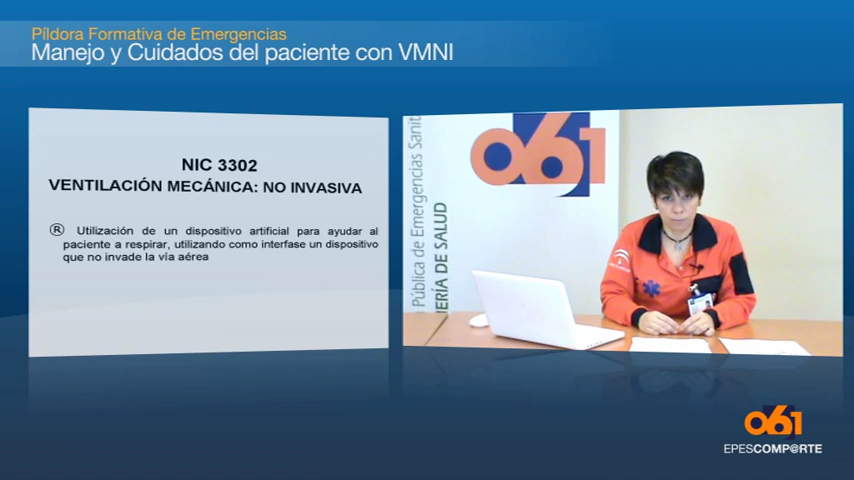 Píldora Formativa de Emergencias
Manejo y Cuidados del paciente con VMNI
NIC 3302
VENTILACIÓN MECÁNICA: NO INVASIVA
® Utilización de un dispositivo artificial para ayudar al
paciente a respirar, utilizando como interfase un dispositivo
que no invade la vía aérea
061
Pública de Emergencias Sanit
ERÍA DE SALUD
061
EPESCOMP@RTE